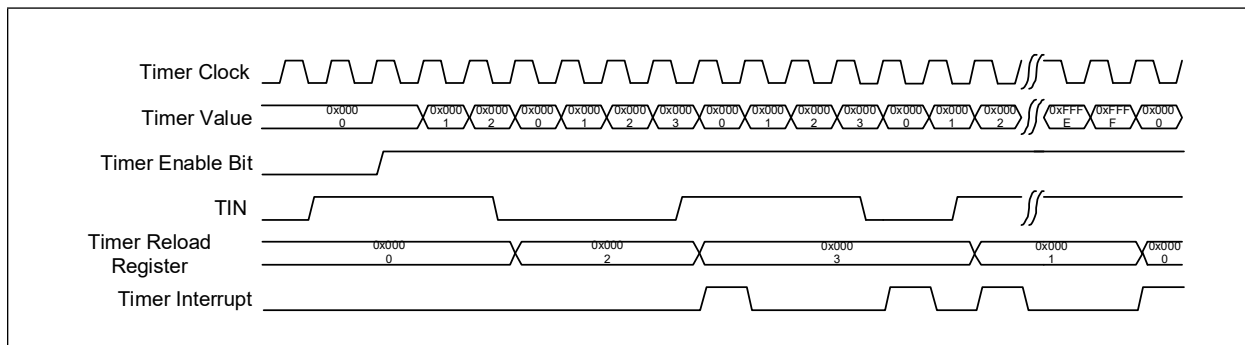 Timer Clock
Timer Value
0x000 0x000 0x000 0x000 0x000 0x000 0x000 0x000 0x000 0x000 0x000 0x000 0x000 0x000 0xFFF 0xFFF 0x000
0 1 2 0 1 2 3 0 1 2 3 0 1 2 E F 0
Timer Enable Bit
TIN
Timer Reload
Register
0x000 0x000 0x000 0x000 0x000
0 2 3 1 0
Timer Interrupt